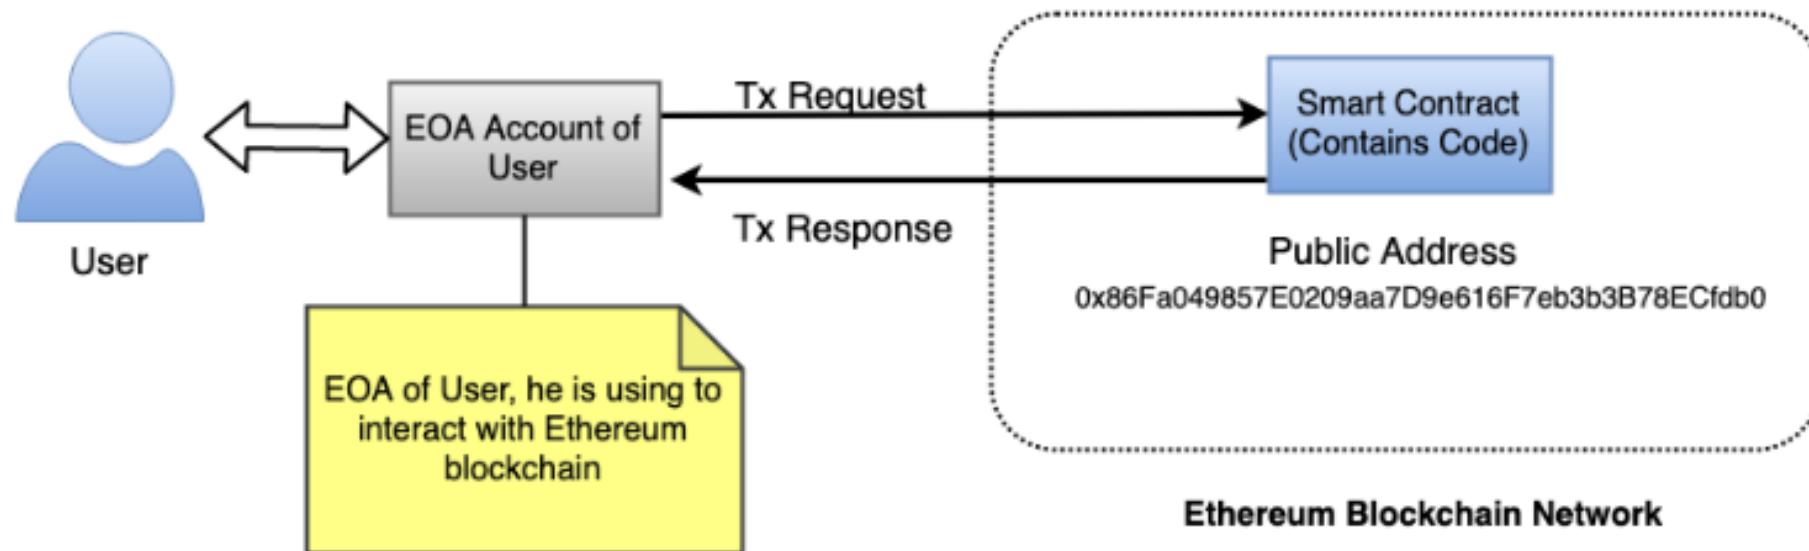 User
EOA Account of
User
Tx Request
Tx Response
Smart Contract
(Contains Code)
Public Address
0x86Fa049857E0209aa7D9e616F7eb3b3B78ECfdb0
EOA of User, he is using to
interact with Ethereum
blockchain
Ethereum Blockchain Network